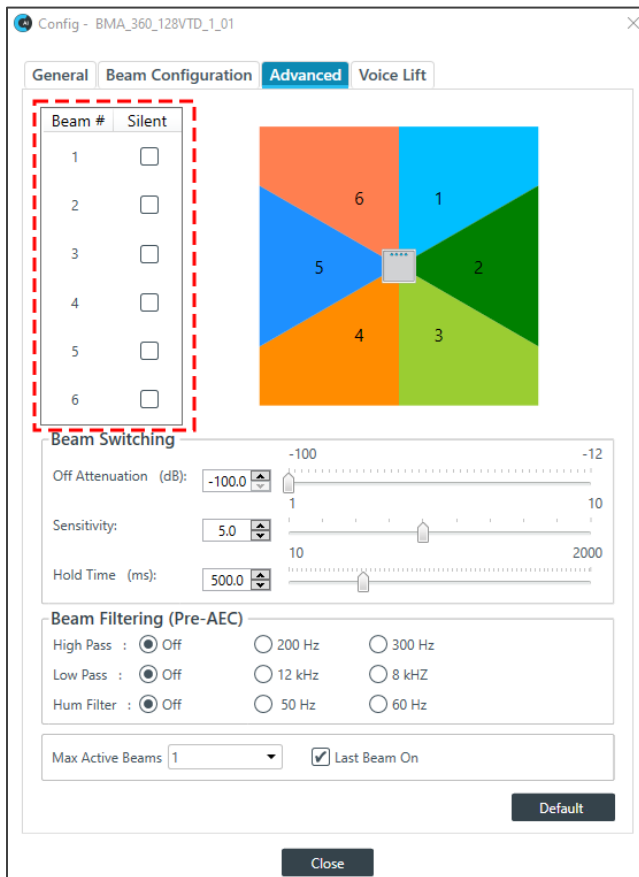 Config - BMA_360_128VTD_1_01
General Beam Configuration Advanced Voice Lift
Beam # Silent
1
2
3
4
5
6
6 1
5 2
4 3
Beam Switching
-100 -12
Off Attenuation (dB): -100.0
1 10
Sensitivity: 5.0
10 2000
Hold Time (ms): 500.0
Beam Filtering (Pre-AEC)
High Pass : Off 200 Hz 300 Hz
Low Pass : Off 12 kHz 8 kHZ
Hum Filter : Off 50 Hz 60 Hz
Max Active Beams 1 Last Beam On
Default
Close